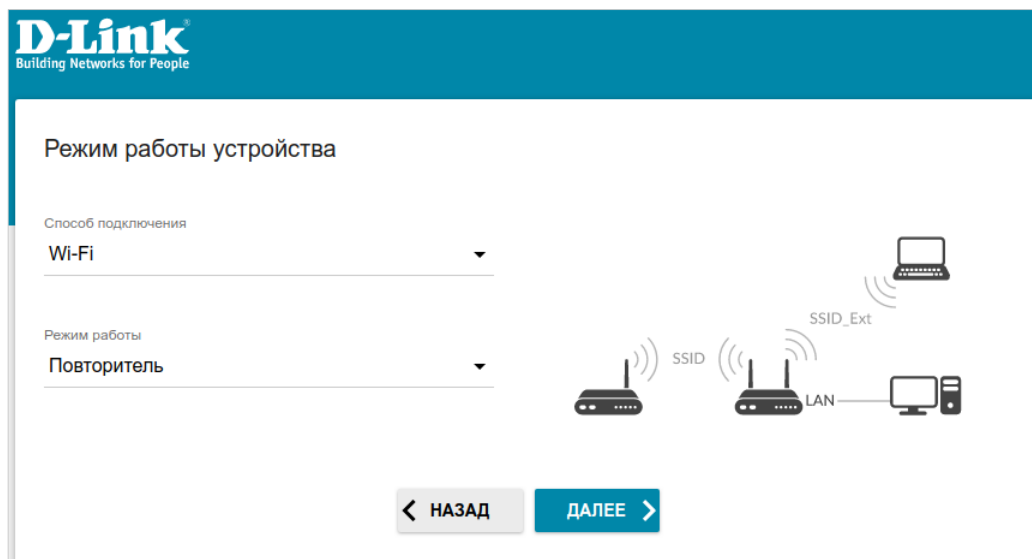 D-Link®
Building Networks for People
Режим работы устройства
Способ подключения
Wi-Fi
Режим работы
Повторитель
SSID_Ext
SSID
LAN
НАЗАД
ДАЛЕЕ